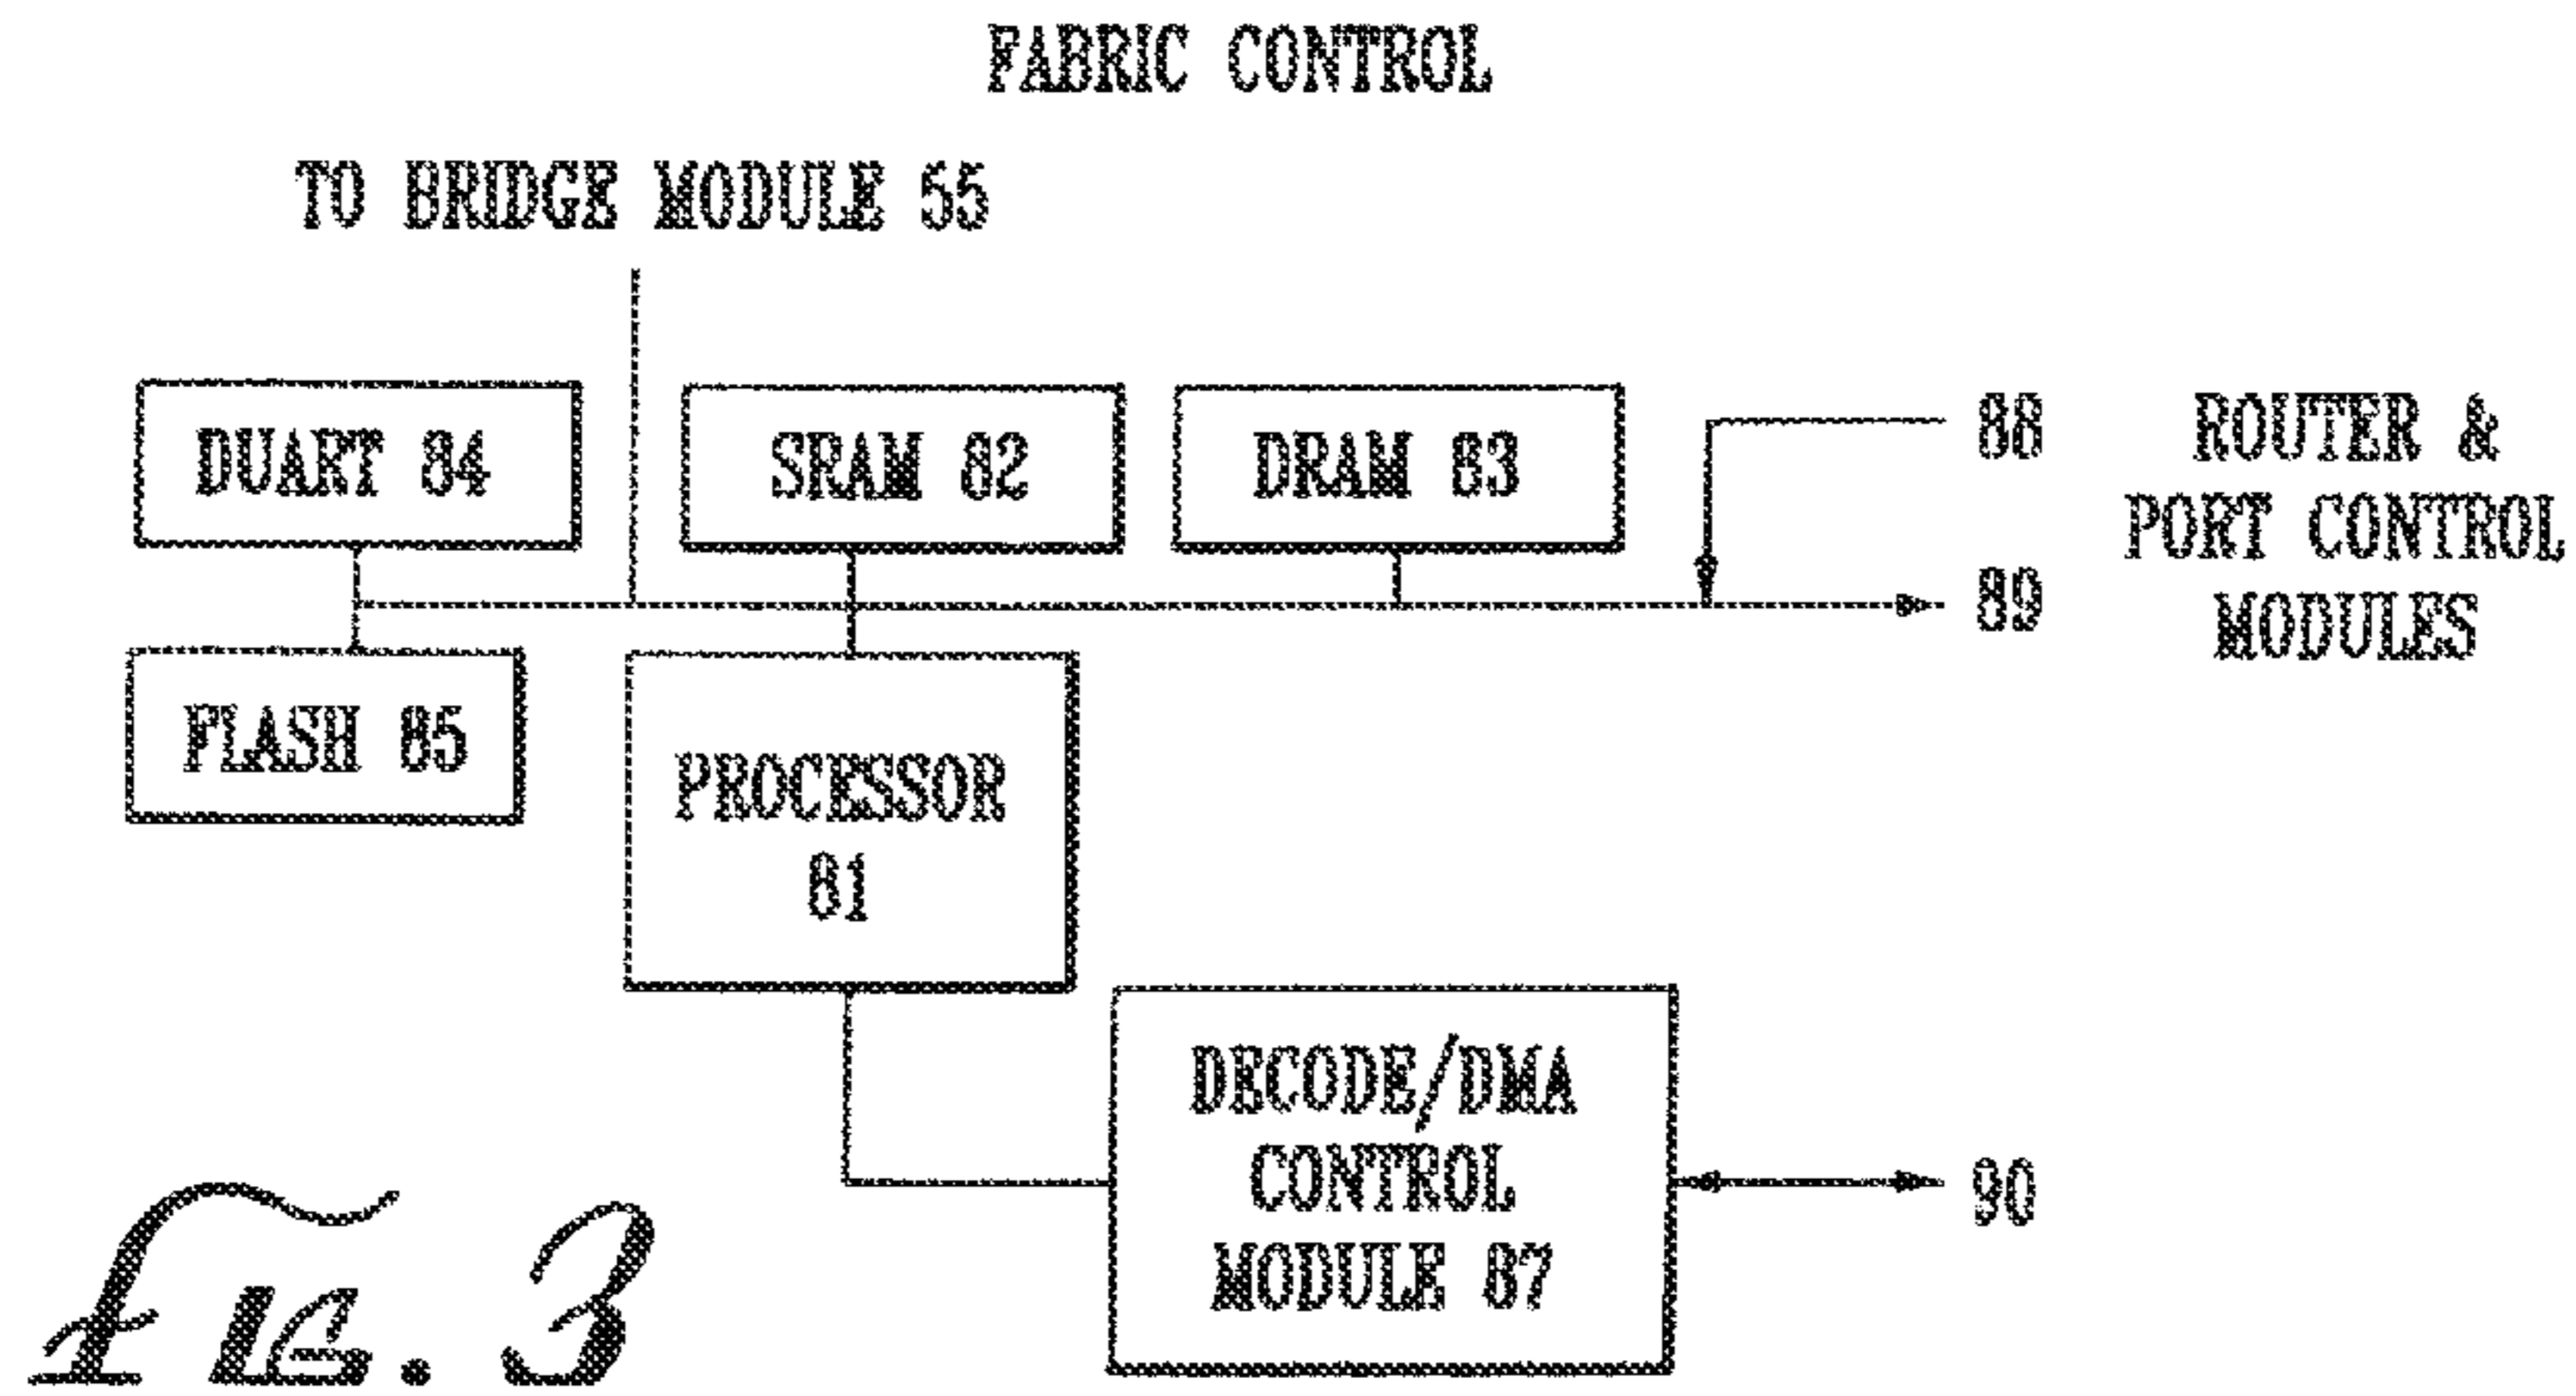 FABRIC CONTROL
TO BRIDGE MODULE 55
DUART 84
SRAM 82
DRAM 83
88
ROUTER &
PORT CONTROL
MODULES
89
FLASH 85
PROCESSOR
81
DECODE/DMA
CONTROL
MODULE 87
90
FIG. 3